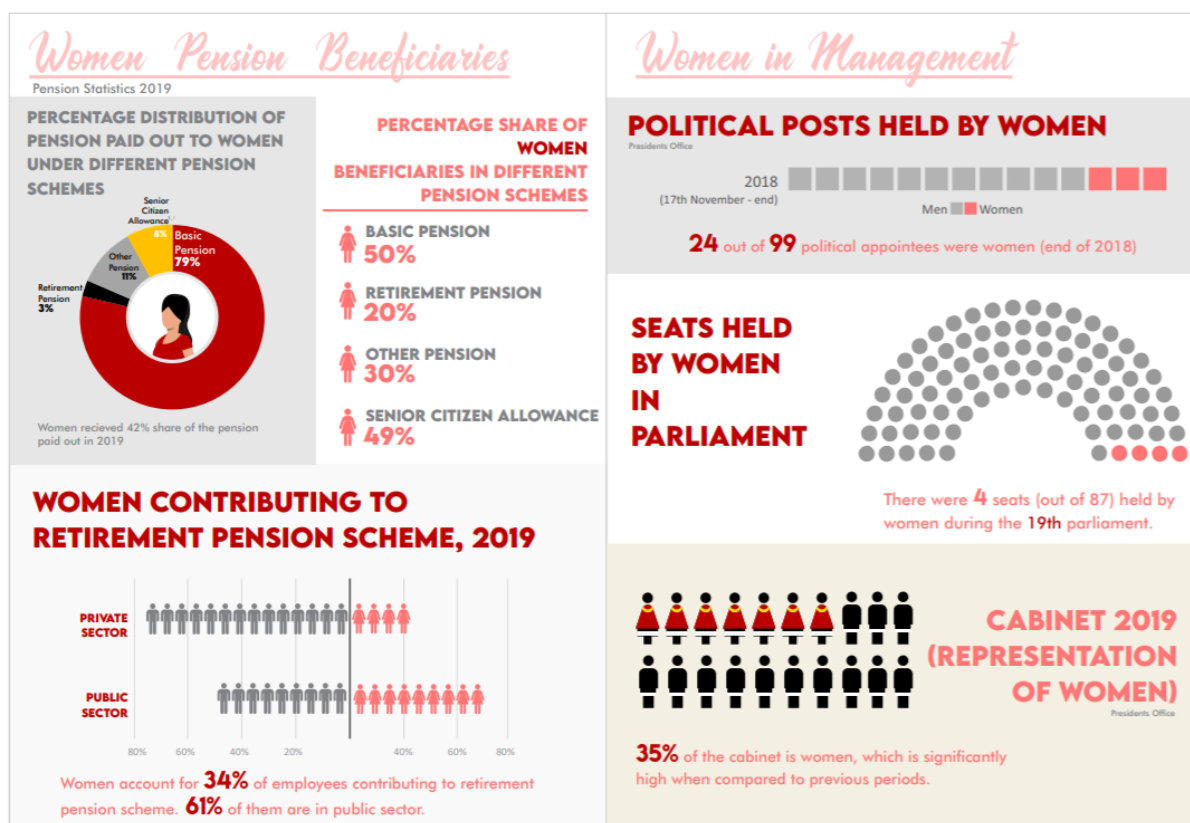 Women Pension Beneficiaries
Pension Statistics 2019
PERCENTAGE DISTRIBUTION OF
PENSION PAID OUT TO WOMEN
UNDER DIFFERENT PENSION
SCHEMES
Senior
Citizen
Allowance
8%
Basic
Pension
79%
Other
Pension
11%
Retirement
Pension
3%
Women recieved 42% share of the pension
paid out in 2019
PERCENTAGE SHARE OF
WOMEN
BENEFICIARIES IN DIFFERENT
PENSION SCHEMES
BASIC PENSION
50%
RETIREMENT PENSION
20%
OTHER PENSION
30%
SENIOR CITIZEN ALLOWANCE
49%
WOMEN CONTRIBUTING TO
RETIREMENT PENSION SCHEME, 2019
PRIVATE
SECTOR
PUBLIC
SECTOR
80% 60% 40% 20% 40% 60% 80%
Women account for 34% of employees contributing to retirement
pension scheme. 61% of them are in public sector.
Women in Management
POLITICAL POSTS HELD BY WOMEN
Presidents Office
2018
(17th November - end)
Men Women
24 out of 99 political appointees were women (end of 2018)
SEATS HELD
BY WOMEN
IN
PARLIAMENT
There were 4 seats (out of 87) held by
women during the 19th parliament.
CABINET 2019
(REPRESENTATION
OF WOMEN)
Presidents Office
35% of the cabinet is women, which is significantly
high when compared to previous periods.